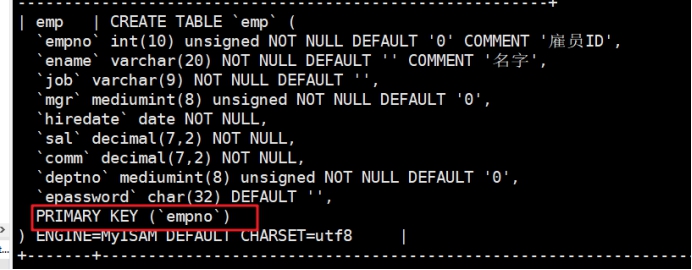 | emp | CREATE TABLE `emp` (
`empno` int(10) unsigned NOT NULL DEFAULT '0' COMMENT '雇员ID',
`ename` varchar(20) NOT NULL DEFAULT '' COMMENT '名字',
`job` varchar(9) NOT NULL DEFAULT '',
`mgr` mediumint(8) unsigned NOT NULL DEFAULT '0',
`hiredate` date NOT NULL,
`sal` decimal(7,2) NOT NULL,
`comm` decimal(7,2) NOT NULL,
`deptno` mediumint(8) unsigned NOT NULL DEFAULT '0',
`epassword` char(32) DEFAULT '',
PRIMARY KEY (`empno`)
) ENGINE=MyISAM DEFAULT CHARSET=utf8 |